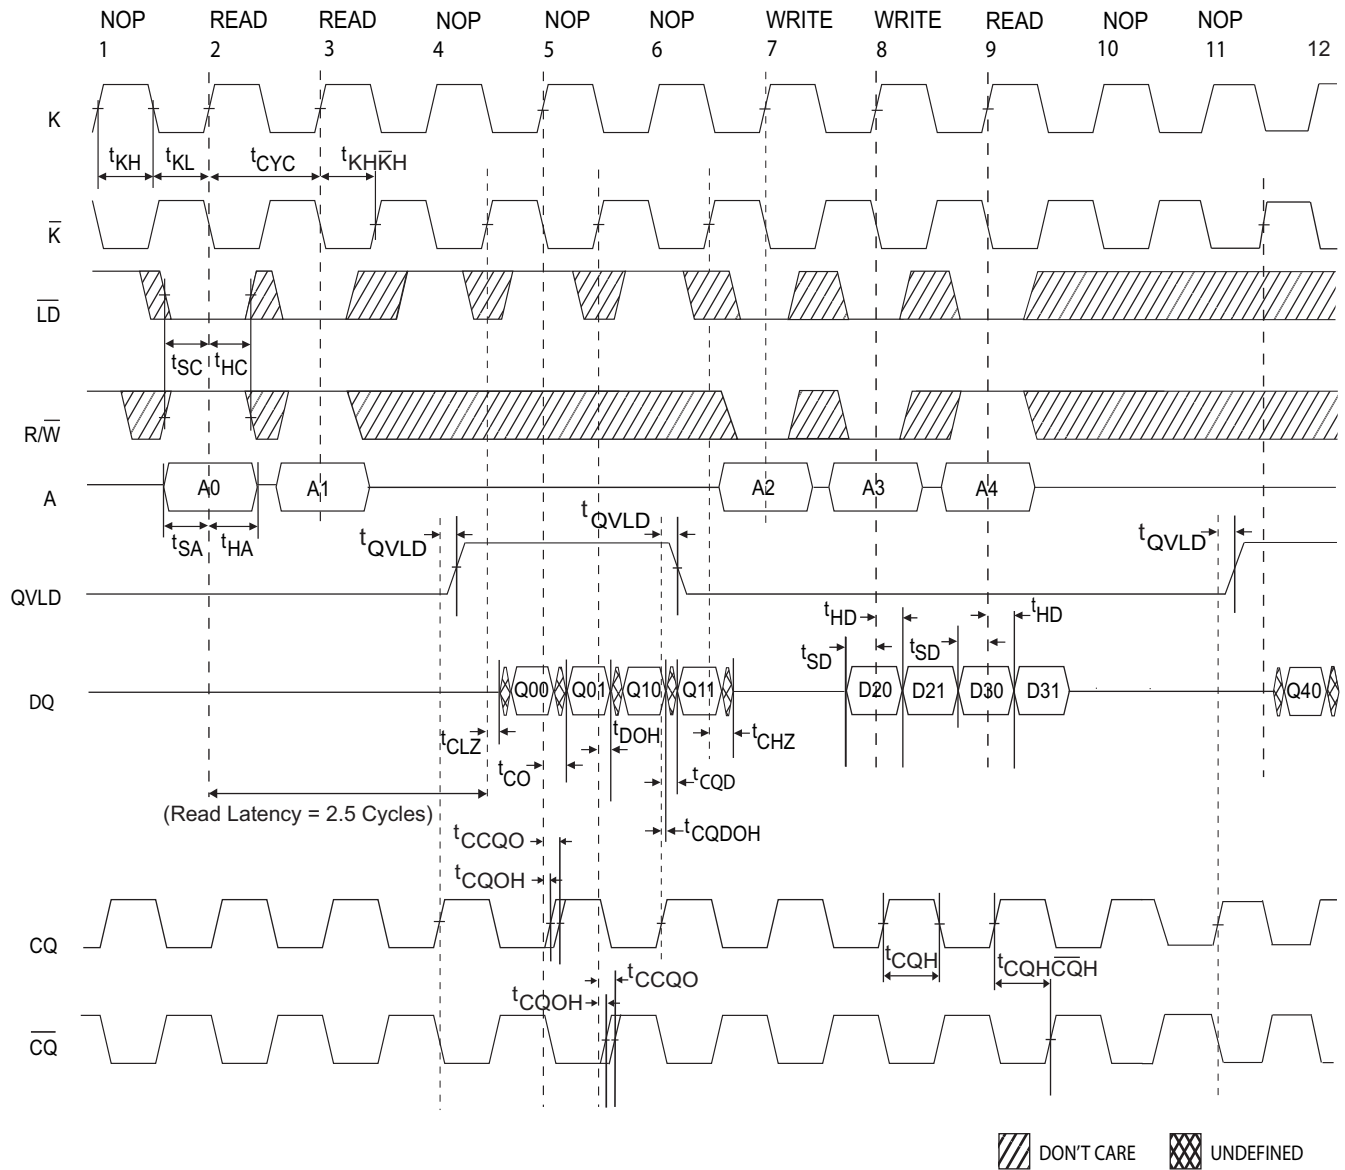 NOP READ READ NOP NOP NOP WRITE WRITE READ NOP NOP
1 2 3 4 5 6 7 8 9 10 11 12
K
tKH tKL tCYC tKHK̅H
K̅
L̅D̅
tSC tHC
R/W̅
A A0 A1 A2 A3 A4
tSA tHA tQVLD tQVLD tQVLD
QVLD
tHD tHD
tSD tSD
DQ Q00 Q01 Q10 Q11 D20 D21 D30 D31 Q40
tCLZ tDOH tCHZ
tCO tCQD
(Read Latency = 2.5 Cycles)
tCQDOH
tCCQO
tCQOH
CQ
tCQH tCQHC̅Q̅H
tCCQO
tCQOH
C̅Q̅
DON'T CARE UNDEFINED